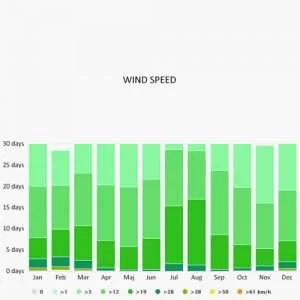 WIND SPEED
30 days
25 days
20 days
15 days
10 days
5 days
0 days
Jan Feb Mar Apr May Jun Jul Aug Sep Oct Nov Dec
0 >1 >5 >12 >19 >28 >38 >50 >61 km/h